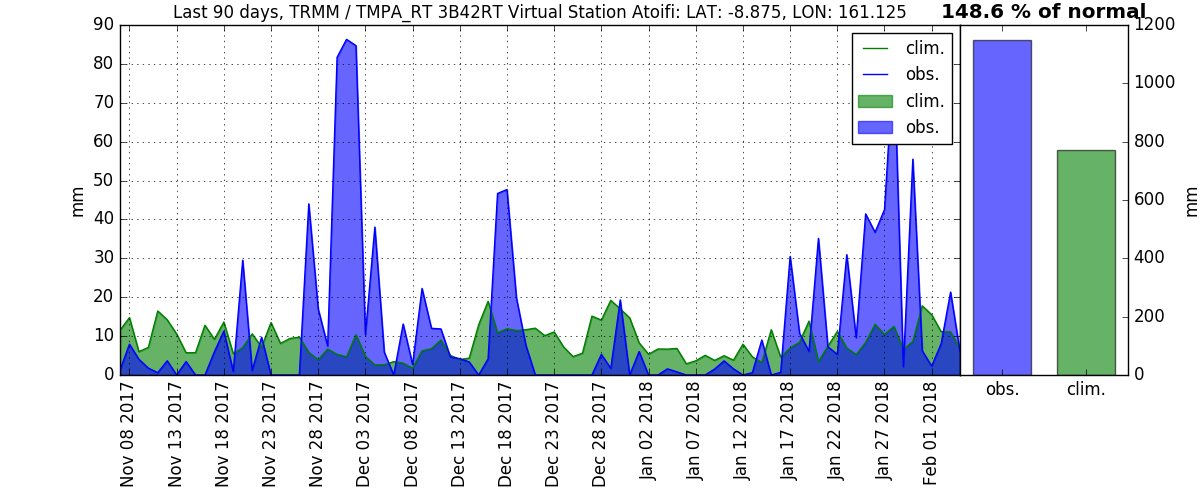 Last 90 days, TRMM / TMPA_RT 3B42RT Virtual Station Atoifi: LAT: -8.875, LON: 161.125
148.6 % of normal
90
80
70
60
50
40
30
20
10
0
mm
clim.
obs.
clim.
obs.
Nov 08 2017
Nov 13 2017
Nov 18 2017
Nov 23 2017
Nov 28 2017
Dec 03 2017
Dec 08 2017
Dec 13 2017
Dec 18 2017
Dec 23 2017
Dec 28 2017
Jan 02 2018
Jan 07 2018
Jan 12 2018
Jan 17 2018
Jan 22 2018
Jan 27 2018
Feb 01 2018
1200
1000
800
600
400
200
0
mm
obs.
clim.